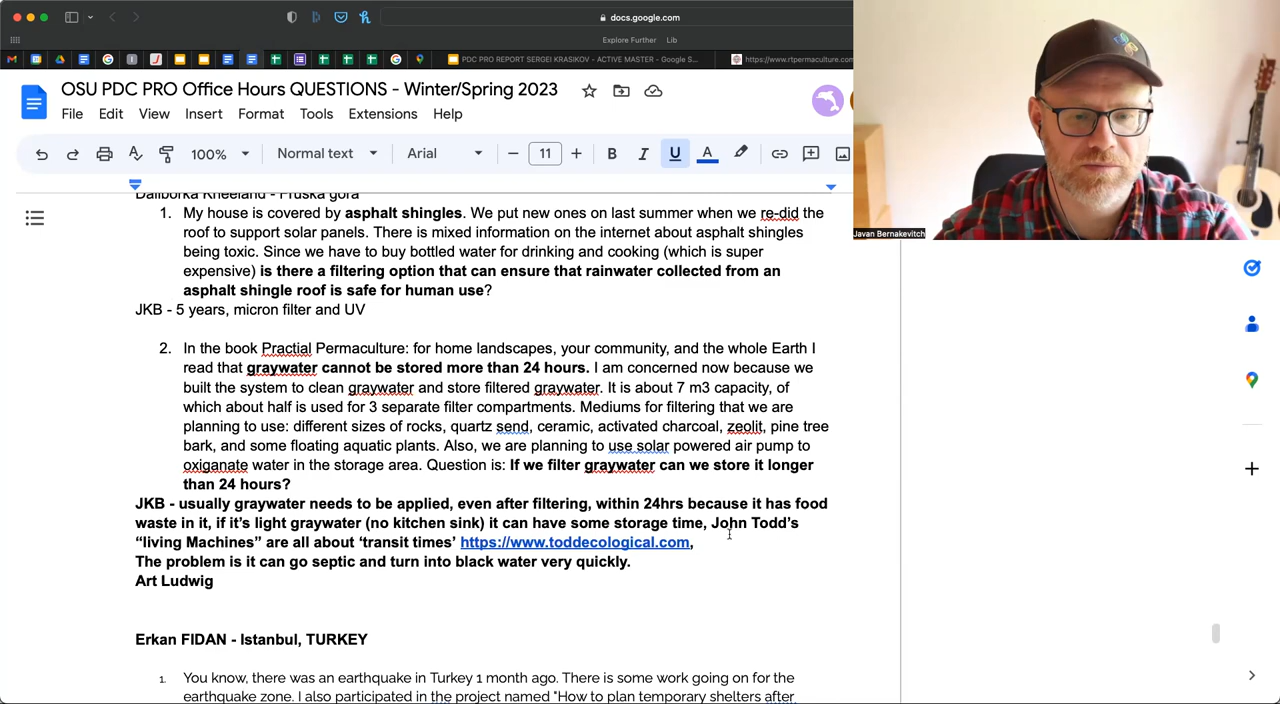 docs.google.com
Explore Further Lib
PDC PRO REPORT SERGEI KRASIKOV - ACTIVE MASTER - Google S...
https://www.rtpermaculture.com/
OSU PDC PRO Office Hours QUESTIONS - Winter/Spring 2023
File Edit View Insert Format Tools Extensions Help
100% Normal text Arial 11 B I U A
Daliborka Kneeland - Fruska gora
1. My house is covered by asphalt shingles. We put new ones on last summer when we re-did the
roof to support solar panels. There is mixed information on the internet about asphalt shingles
being toxic. Since we have to buy bottled water for drinking and cooking (which is super
expensive) is there a filtering option that can ensure that rainwater collected from an
asphalt shingle roof is safe for human use?
JKB - 5 years, micron filter and UV
2. In the book Practial Permaculture: for home landscapes, your community, and the whole Earth I
read that graywater cannot be stored more than 24 hours. I am concerned now because we
built the system to clean graywater and store filtered graywater. It is about 7 m3 capacity, of
which about half is used for 3 separate filter compartments. Mediums for filtering that we are
planning to use: different sizes of rocks, quartz send, ceramic, activated charcoal, zeolit, pine tree
bark, and some floating aquatic plants. Also, we are planning to use solar powered air pump to
oxiganate water in the storage area. Question is: If we filter graywater can we store it longer
than 24 hours?
JKB - usually graywater needs to be applied, even after filtering, within 24hrs because it has food
waste in it, if it's light graywater (no kitchen sink) it can have some storage time, John Todd's
“living Machines” are all about ‘transit times’ https://www.toddecological.com,
The problem is it can go septic and turn into black water very quickly.
Art Ludwig
Erkan FIDAN - Istanbul, TURKEY
1. You know, there was an earthquake in Turkey 1 month ago. There is some work going on for the
earthquake zone. I also participated in the project named "How to plan temporary shelters after
Javan Bernakevitch